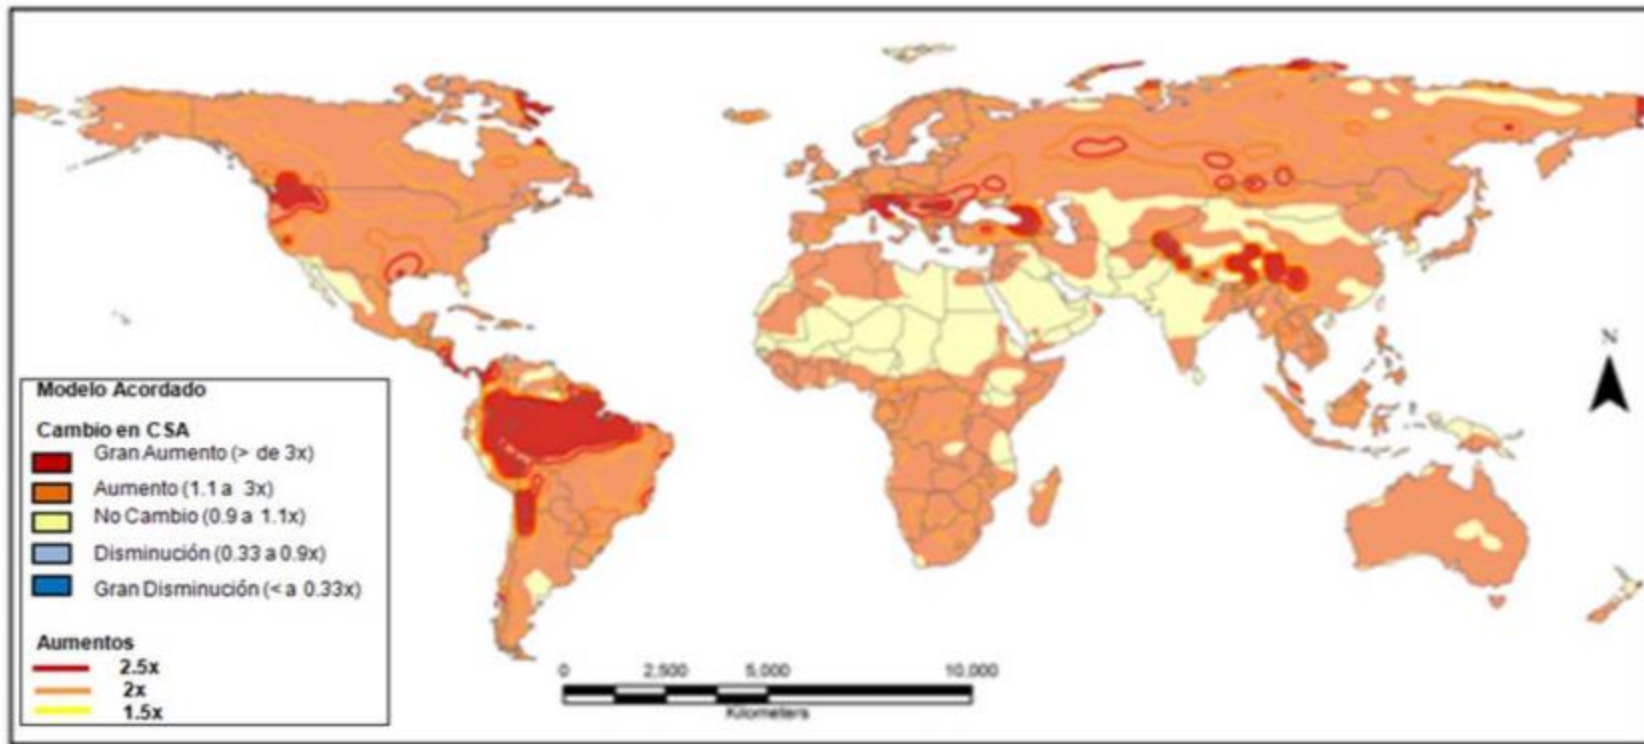 N
Modelo Acordado
Cambio en CSA
Gran Aumento (> de 3x)
Aumento (1.1 a 3x)
No Cambio (0.9 a 1.1x)
Disminución (0.33 a 0.9x)
Gran Disminución (< a 0.33x)
Aumentos
2.5x
2x
1.5x
0 2,500 5,000 10,000
Kilometers